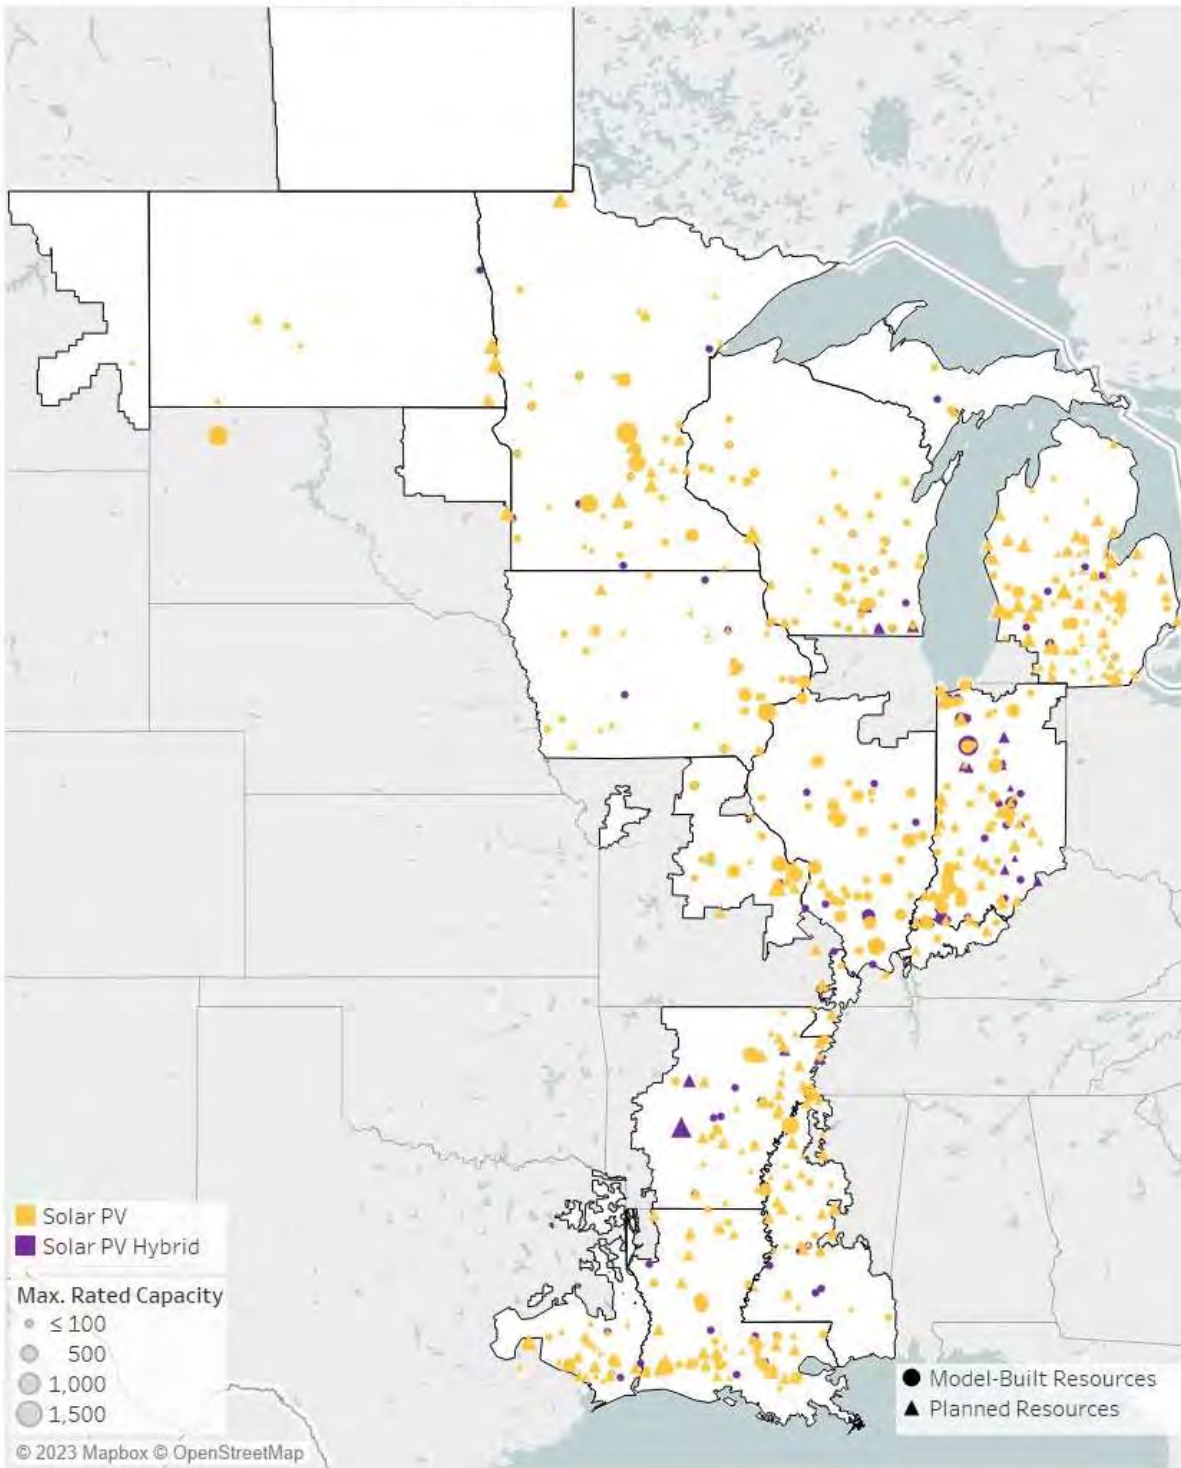 Solar PV
Solar PV Hybrid
Max. Rated Capacity
≤ 100
500
1,000
1,500
© 2023 Mapbox © OpenStreetMap
Model-Built Resources
Planned Resources